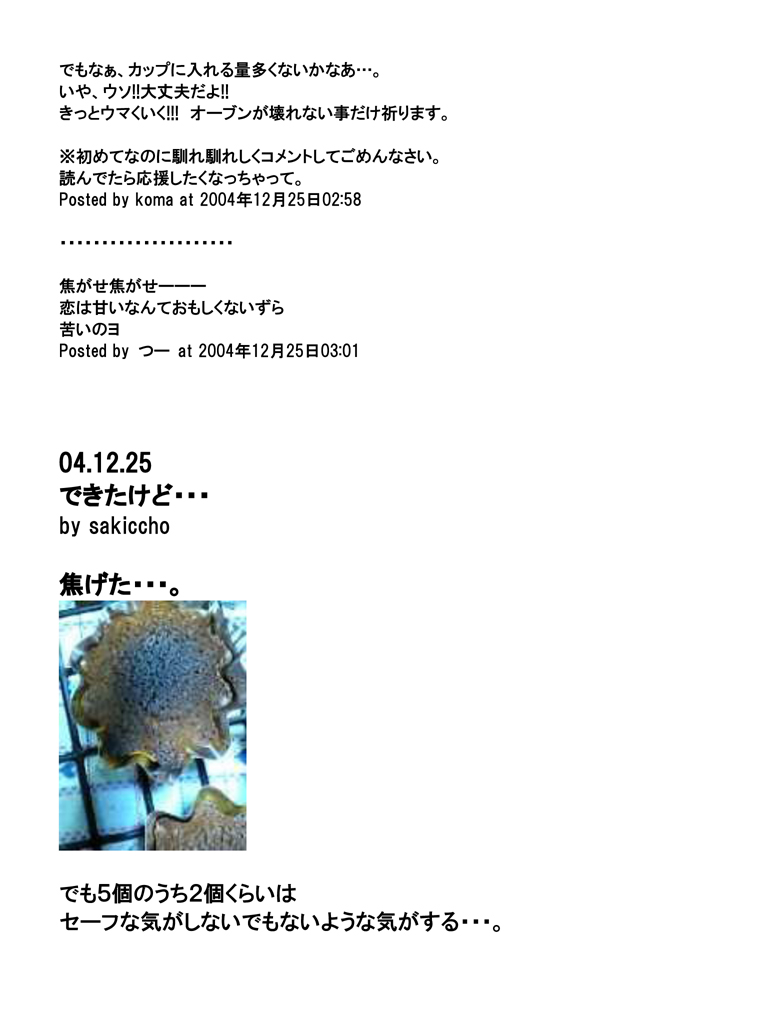 でもなぁ、カップに入れる量多くないかなあ…。
いや、ウソ!!大丈夫だよ!!
きっとウマくいく!!! オーブンが壊れない事だけ祈ります。
※初めてなのに馴れ馴れしくコメントしてごめんなさい。
読んでたら応援したくなっちゃって。
Posted by koma at 2004年12月25日02:58
・・・・・・・・・・・・・・・・・・・・・
焦がせ焦がせーーー
恋は甘いなんておもしくないずら
苦いのヨ
Posted by つー at 2004年12月25日03:01
04.12.25
できたけど・・・
by sakiccho
焦げた・・・。
でも5個のうち2個くらいは
セーフな気がしないでもないような気がする・・・。